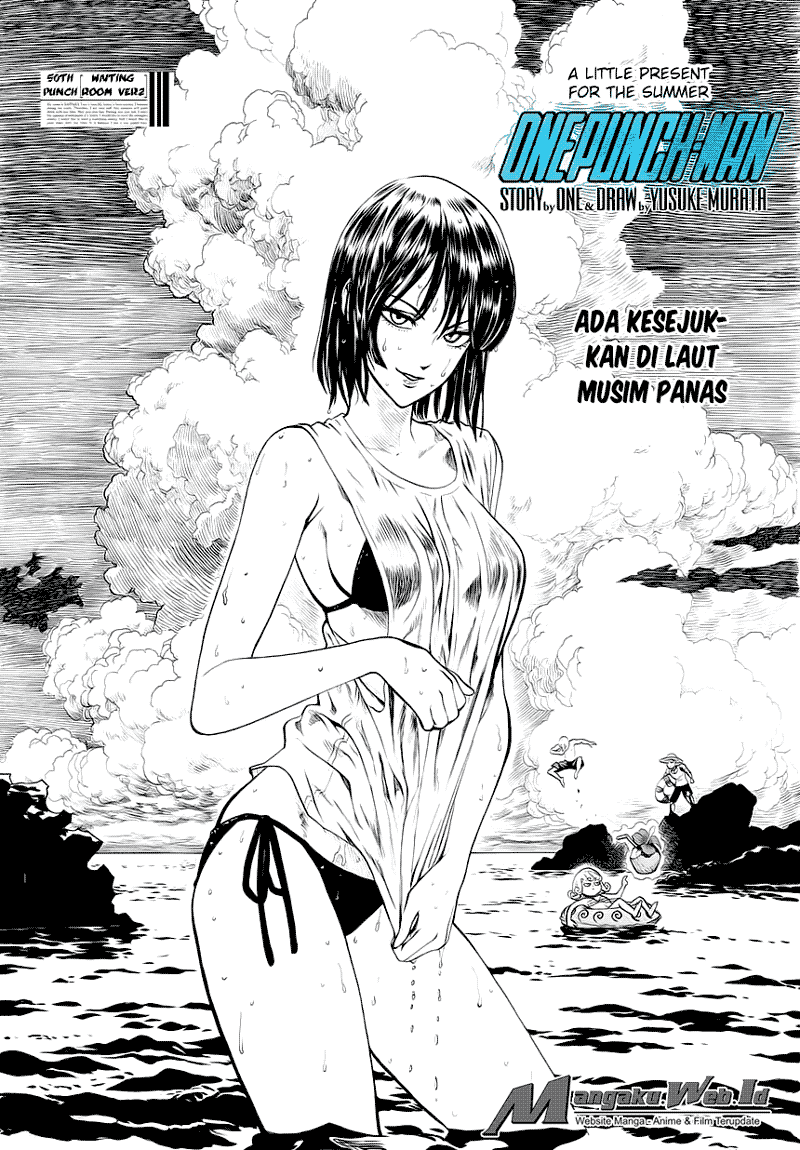 50TH WAITING
PUNCH ROOM VER2
A LITTLE PRESENT
FOR THE SUMMER
ONEPUNCH-MAN
STORY by ONE & DRAW by YUSUKE MURATA
ADA KESEJUK-
KAN DI LAUT
MUSIM PANAS
Mangaku.Web.Id
Website Manga - Anime & Film Terupdate